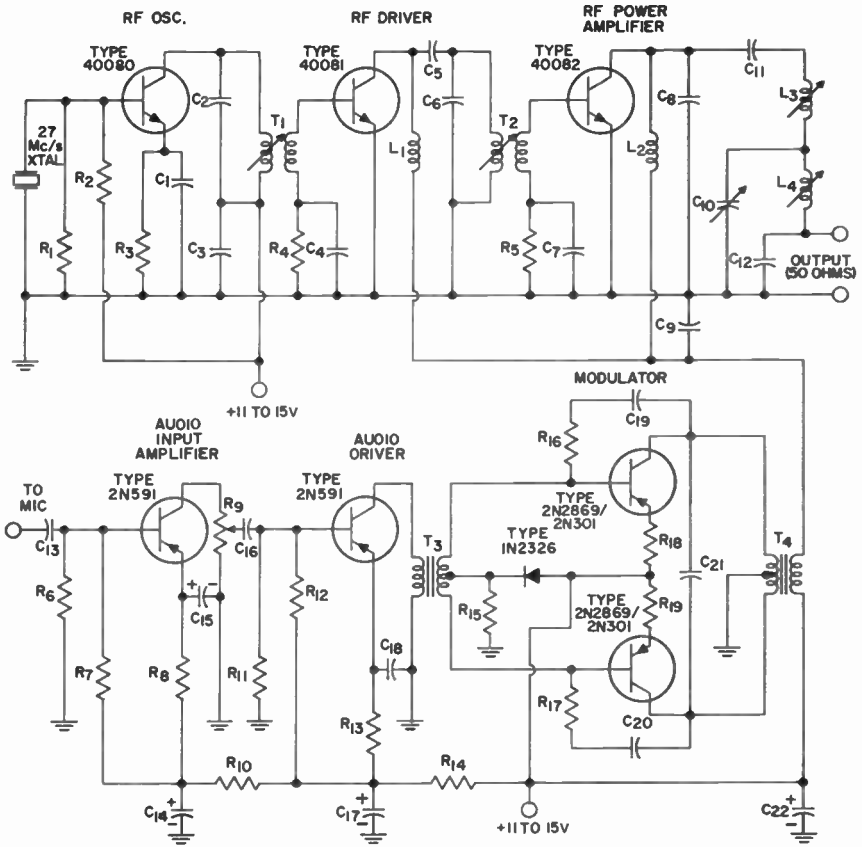 RF OSC.
RF DRIVER
RF POWER
AMPLIFIER
TYPE
40080
TYPE
40081
TYPE
40082
C5
C11
C2
C6
C8
L3
T1
T2
27
Mc/s
XTAL
R2
C1
L1
L2
C10
L4
R1
R3
C3
R4
C4
R5
C7
C12
OUTPUT
(50 OHMS)
C9
+11 TO 15V
MODULATOR
AUDIO
INPUT
AMPLIFIER
AUDIO
DRIVER
C19
R16
TYPE
2N591
TYPE
2N591
TO
MIC
R9
C13
C16
T3
TYPE
2N2869/
2N301
TYPE
1N2326
R18
T4
C21
R6
+ -
C15
R12
R15
TYPE
2N2869/
2N301
R19
C18
R7
R8
R11
R17
R13
C20
R10
R14
C14
+
-
C17
+
-
+11 TO 15V
C22
+
-